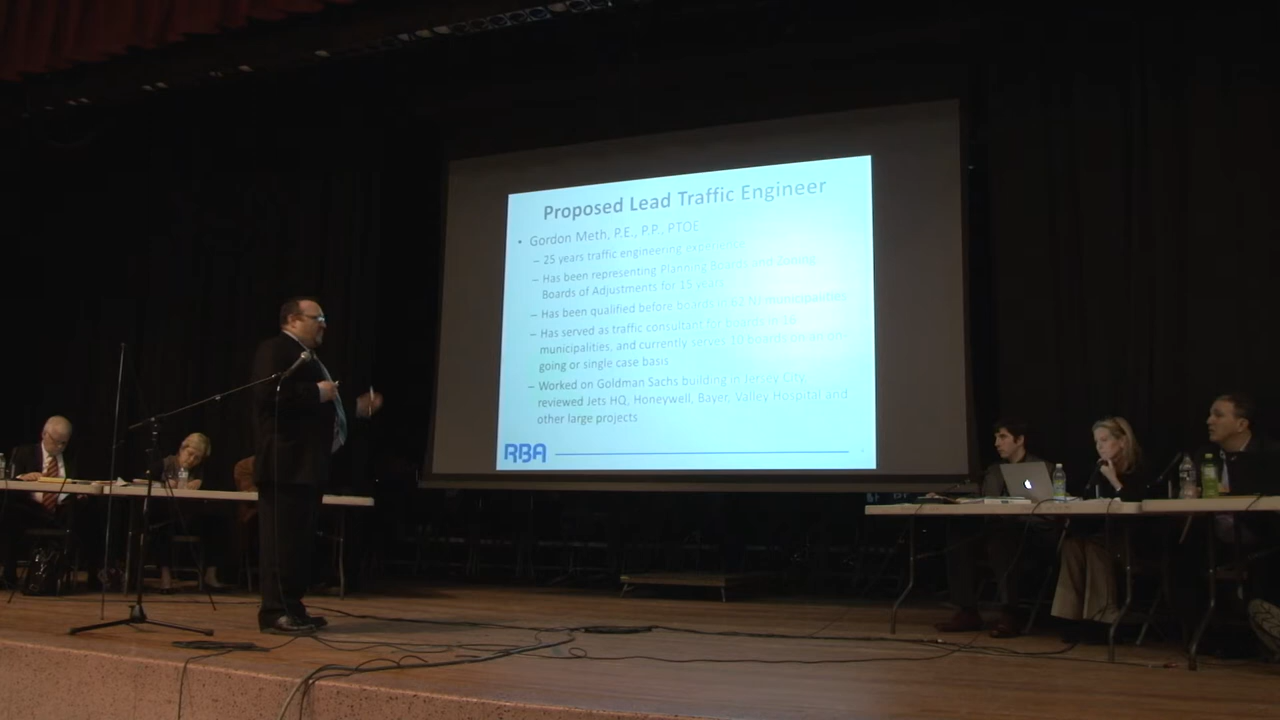 Proposed Lead Traffic Engineer
• Gordon Meth, P.E., P.P., PTOE
– 25 years traffic engineering experience
– Has been representing Planning Boards and Zoning
Boards of Adjustments for 15 years
– Has been qualified before boards in 62 NJ municipalities
– Has served as traffic consultant for boards in 16
municipalities, and currently serves 10 boards on an on-
going or single case basis
– Worked on Goldman Sachs building in Jersey City
reviewed Jets HQ, Honeywell, Bayer, Valley Hospital and
other large projects
RBA